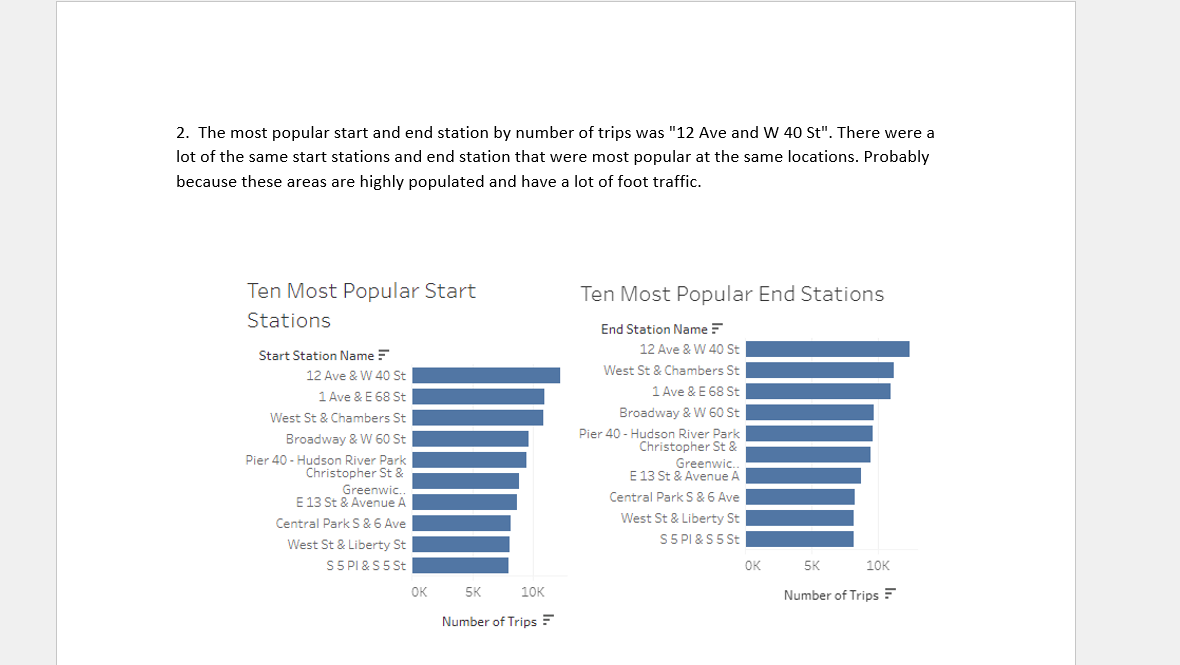 2. The most popular start and end station by number of trips was "12 Ave and W 40 St". There were a
lot of the same start stations and end station that were most popular at the same locations. Probably
because these areas are highly populated and have a lot of foot traffic.
Ten Most Popular Start
Stations
Start Station Name
12 Ave & W 40 St
1 Ave & E 68 St
West St & Chambers St
Broadway & W 60 St
Pier 40 - Hudson River Park
Christopher St &
Greenwic..
E 13 St & Avenue A
Central Park S & 6 Ave
West St & Liberty St
S 5 Pl & S 5 St
0K 5K 10K
Number of Trips
Ten Most Popular End Stations
End Station Name
12 Ave & W 40 St
West St & Chambers St
1 Ave & E 68 St
Broadway & W 60 St
Pier 40 - Hudson River Park
Christopher St &
Greenwic..
E 13 St & Avenue A
Central Park S & 6 Ave
West St & Liberty St
S 5 Pl & S 5 St
0K 5K 10K
Number of Trips